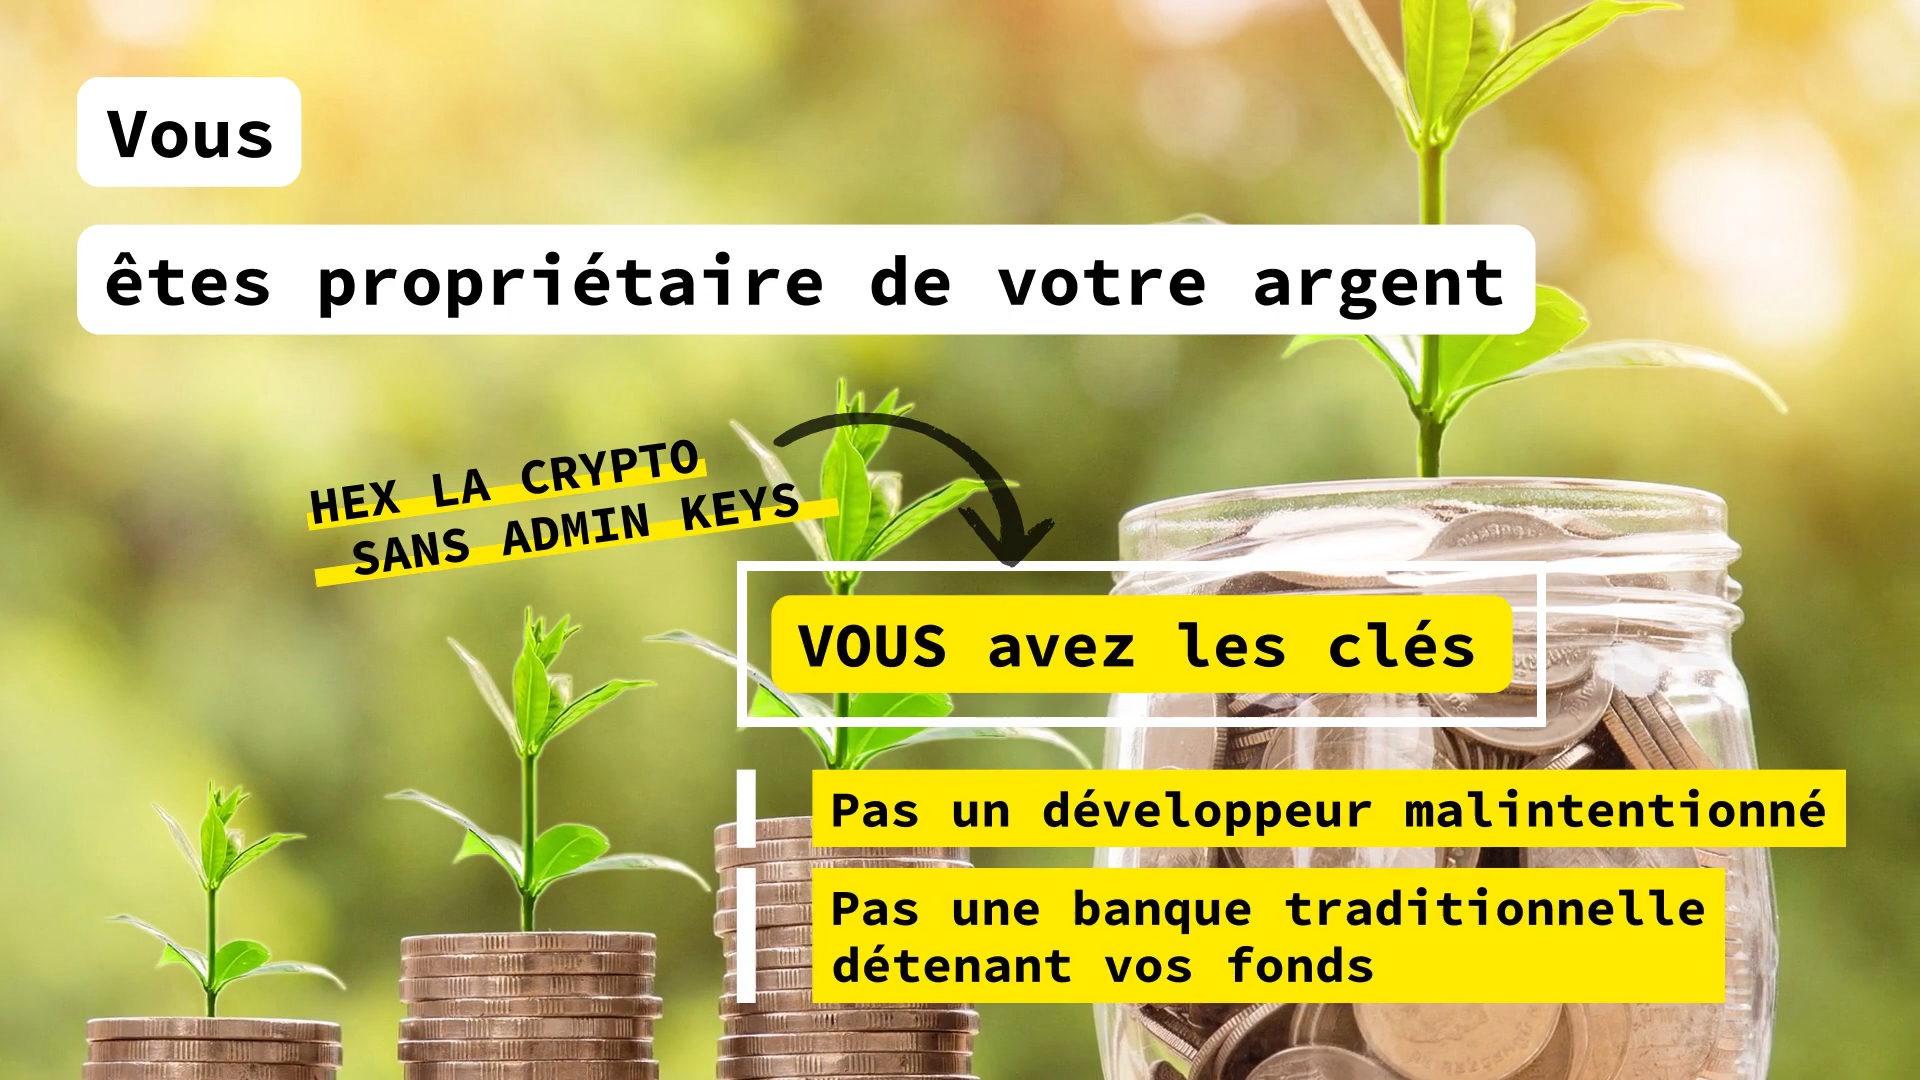 Vous
êtes propriétaire de votre argent
HEX LA CRYPTO
SANS ADMIN KEYS
VOUS avez les clés
Pas un développeur malintentionné
Pas une banque traditionnelle
détenant vos fonds